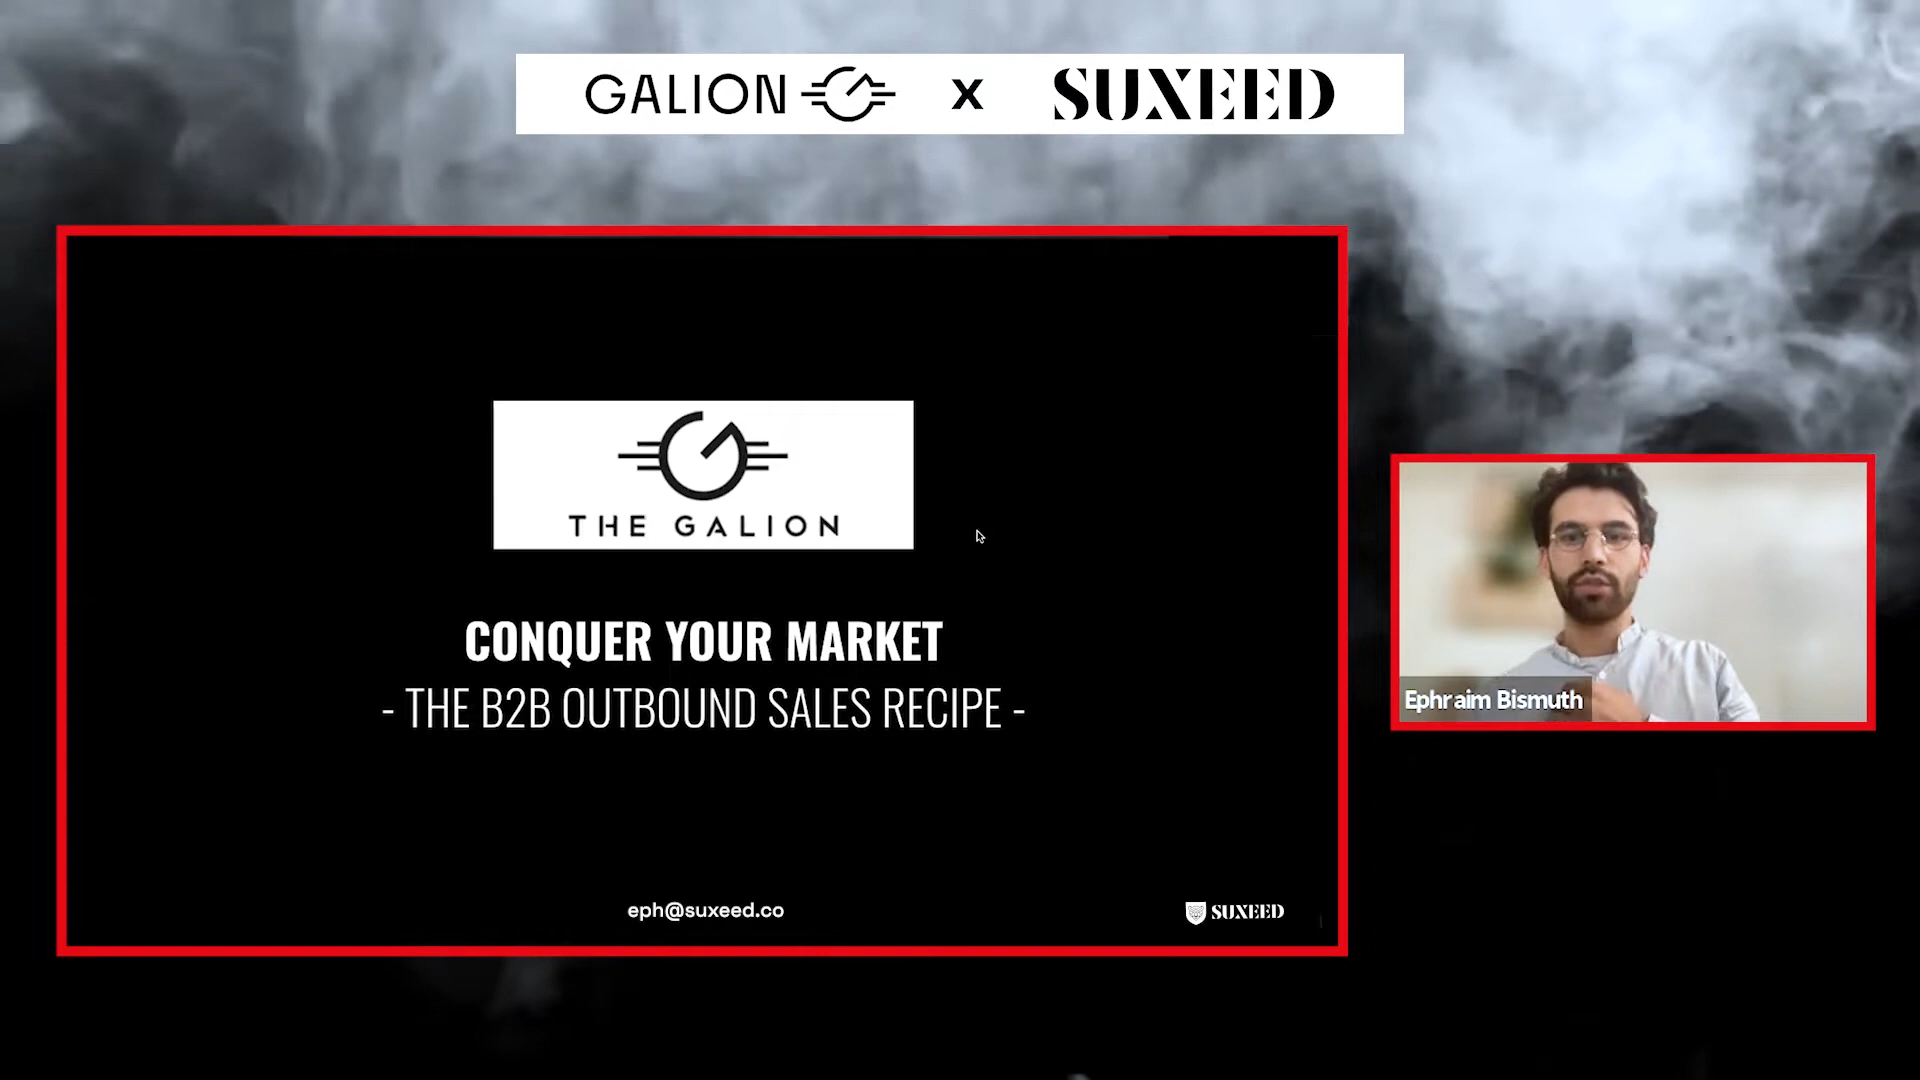 GALION x SUXEED
THE GALION
CONQUER YOUR MARKET
- THE B2B OUTBOUND SALES RECIPE -
eph@suxeed.co
SUXEED
Ephraim Bismuth